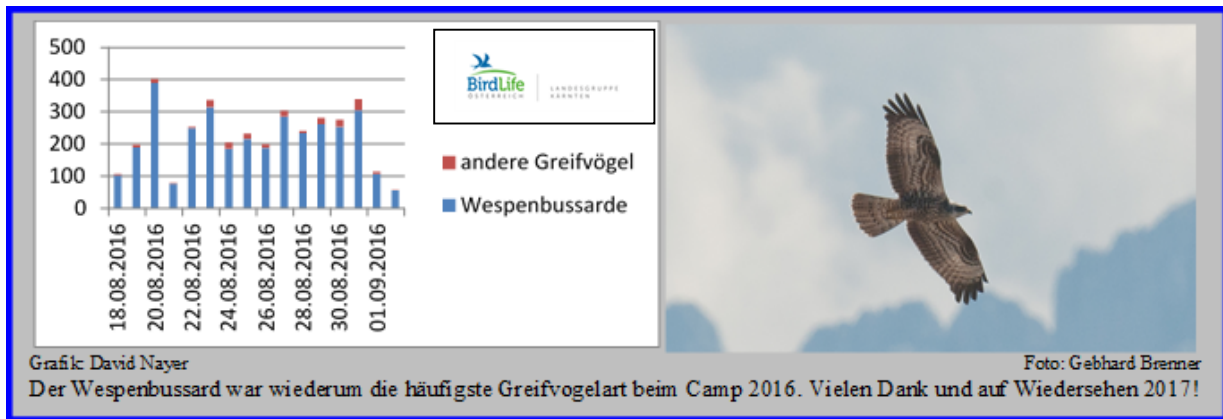 500
400
300
200
100
0
18.08.2016
20.08.2016
22.08.2016
24.08.2016
26.08.2016
28.08.2016
30.08.2016
01.09.2016
BirdLife
ÖSTERREICH
LANDESGRUPPE
KÄRNTEN
andere Greifvögel
Wespenbussarde
Grafik: David Nayer
Foto: Gebhard Brenner
Der Wespenbussard war wiederum die häufigste Greifvogelart beim Camp 2016. Vielen Dank und auf Wiedersehen 2017!